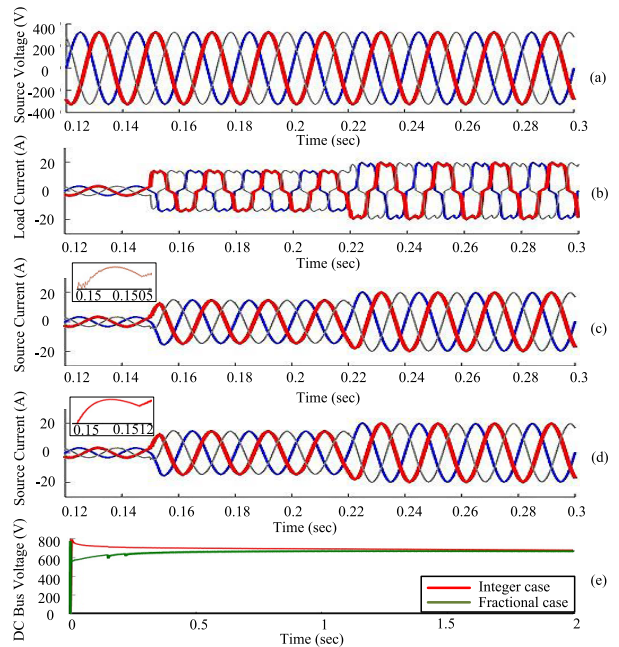 Source Voltage (V)
400
200
0
-200
-400
0.12 0.14 0.16 0.18 0.2 0.22 0.24 0.26 0.28 0.3
Time (sec)
(a)
Load Current (A)
20
0
-20
0.12 0.14 0.16 0.18 0.2 0.22 0.24 0.26 0.28 0.3
Time (sec)
(b)
Source Current (A)
20
0
-20
0.15 0.1505
0.12 0.14 0.16 0.18 0.2 0.22 0.24 0.26 0.28 0.3
Time (sec)
(c)
Source Current (A)
20
0
-20
0.15 0.1512
0.12 0.14 0.16 0.18 0.2 0.22 0.24 0.26 0.28 0.3
Time (sec)
(d)
DC Bus Voltage (V)
800
600
400
200
0
Integer case
Fractional case
0 0.5 1 1.5 2
Time (sec)
(e)